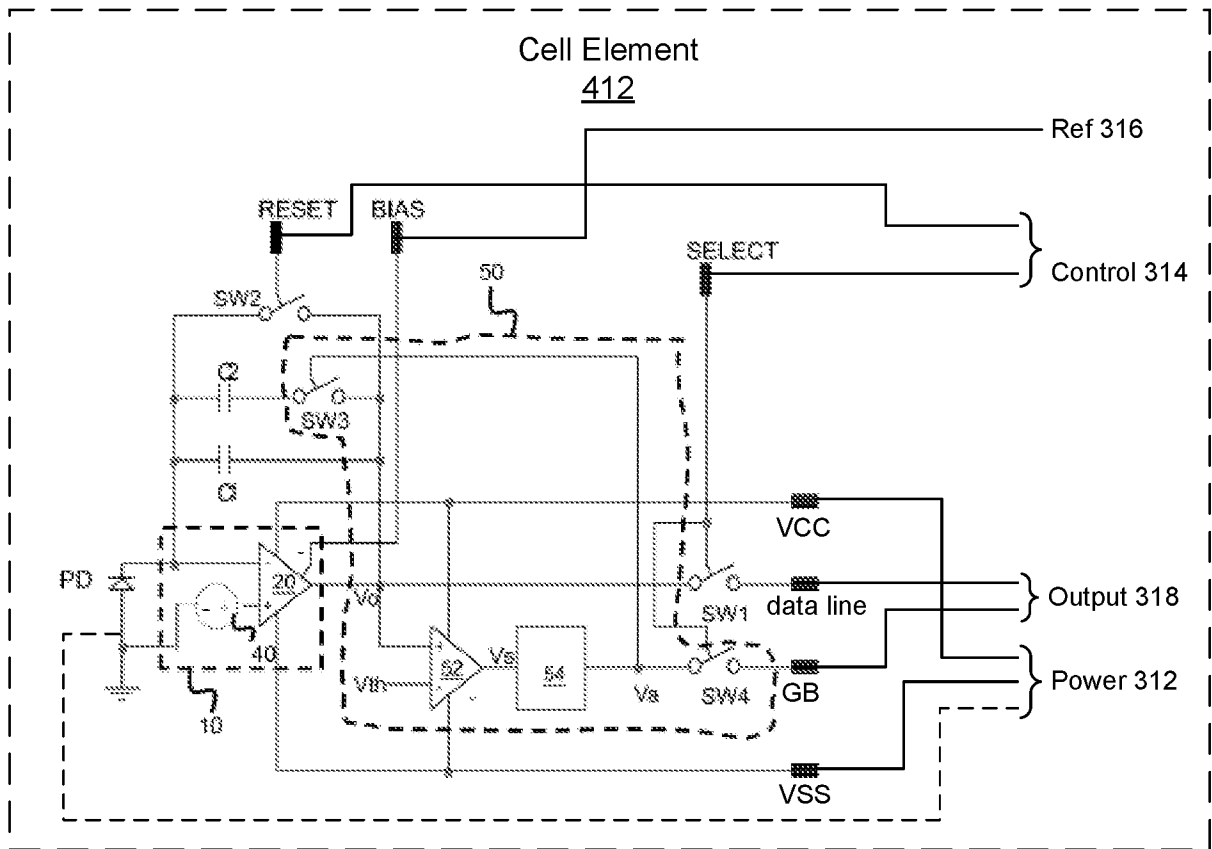 Cell Element
412
Ref 316
RESET
BIAS
SELECT
Control 314
50
SW2
C2
SW3
C1
VCC
PD
20
Vo
SW1
data line
Output 318
40
52
Vs
54
Vth
Va
SW4
GB
Power 312
10
VSS